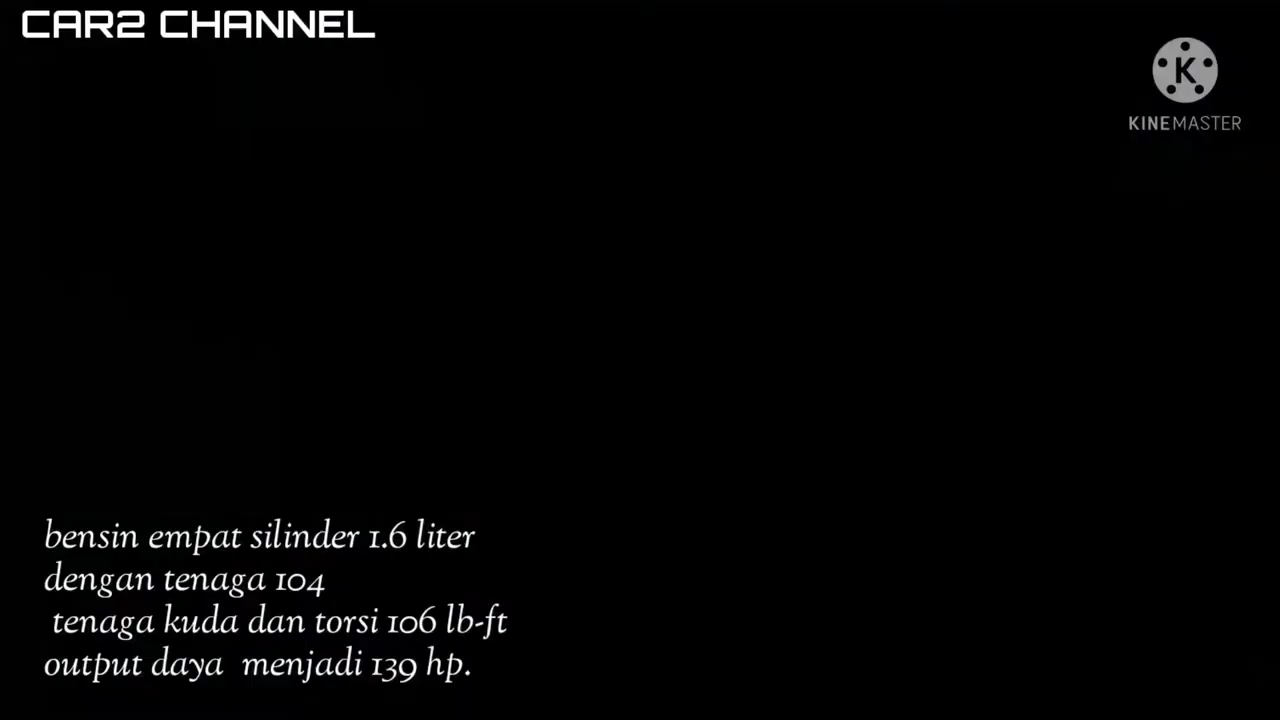 CAR2 CHANNEL
KINEMASTER
bensin empat silinder 1.6 liter
dengan tenaga 104
tenaga kuda dan torsi 106 lb-ft
output daya menjadi 139 hp.